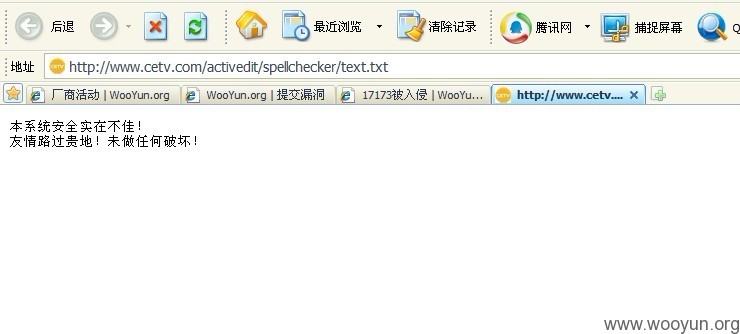 后退 最近浏览 清除记录 腾讯网 捕捉屏幕 Q
地址 http://www.cetv.com/activedit/spellchecker/text.txt
厂商活动 | WooYun.org WooYun.org | 提交漏洞 17173被入侵 | WooYu... http://www.cetv....
本系统安全实在不佳！
友情路过贵地！未做任何破坏！
www.wooyun.org